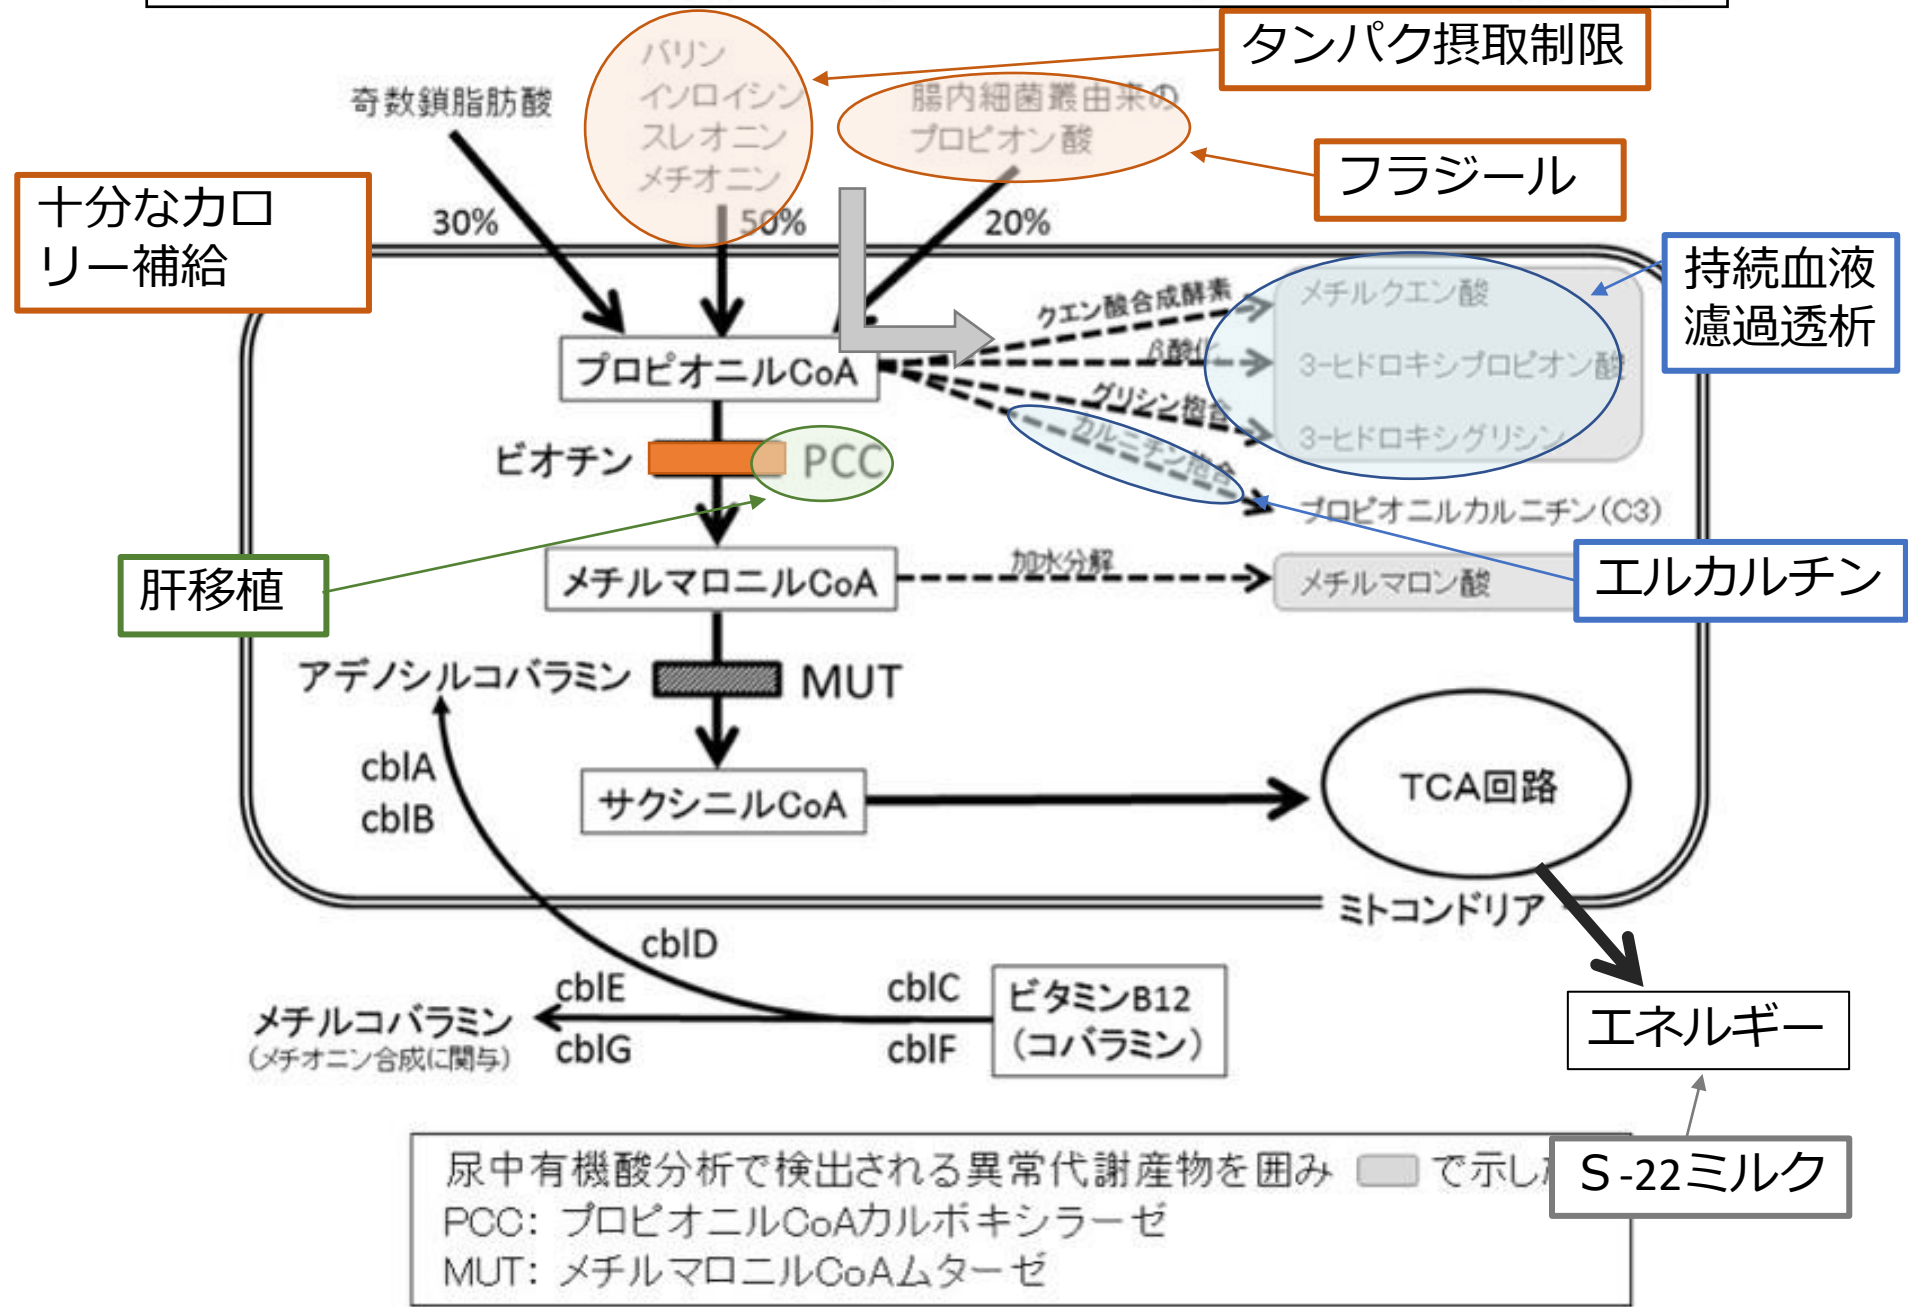 タンパク摂取制限
バリン
イソロイシン
スレオニン
メチオニン
奇数鎖脂肪酸
腸内細菌叢由来の
プロピオン酸
フラジール
十分なカロ
リー補給
30%
50%
20%
持続血液
濾過透析
クエン酸合成酵素
メチルクエン酸
プロピオニルCoA
β酸化
3-ヒドロキシプロピオン酸
グリシン抱合
3-ヒドロキシグリシン
カルニチン抱合
プロピオニルカルニチン(C3)
ビオチン
PCC
肝移植
メチルマロニルCoA
加水分解
メチルマロン酸
エルカルチン
アデノシルコバラミン
MUT
cblA
cblB
サクシニルCoA
TCA回路
ミトコンドリア
cblD
cblE
cblC
ビタミンB12
(コバラミン)
メチルコバラミン
(メチオニン合成に関与)
cblG
cblF
エネルギー
S-22ミルク
尿中有機酸分析で検出される異常代謝産物を囲み で示し
PCC: プロピオニルCoAカルボキシラーゼ
MUT: メチルマロニルCoAムターゼ